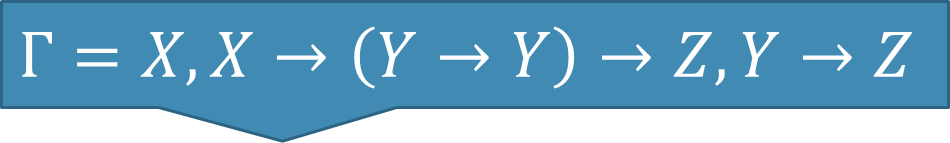 Γ = X, X → (Y → Y) → Z, Y → Z